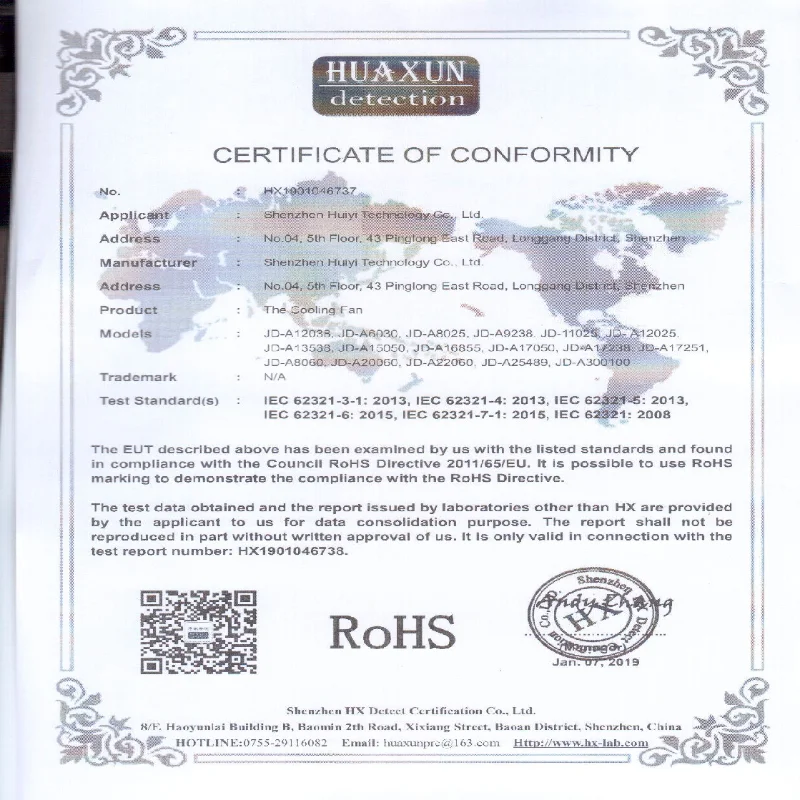 HUAXUN
detection
CERTIFICATE OF CONFORMITY
No. : HX1901046737
Applicant : Shenzhen Huiyi Technology Co., Ltd.
Address : No.04, 5th Floor, 43 Pinglong East Road, Longgang District, Shenzhen
Manufacturer : Shenzhen Huiyi Technology Co., Ltd.
Address : No.04, 5th Floor, 43 Pinglong East Road, Longgang District, Shenzhen
Product : The Cooling Fan
Models : JD-A12038, JD-A6030, JD-A8025, JD-A9238, JD-11025, JD-A12025,
JD-A13538, JD-A15050, JD-A16855, JD-A17050, JD-A17238, JD-A17251,
JD-A8060, JD-A20060, JD-A22060, JD-A25489, JD-A300100
Trademark : N/A
Test Standard(s) : IEC 62321-3-1: 2013, IEC 62321-4: 2013, IEC 62321-5: 2013,
IEC 62321-6: 2015, IEC 62321-7-1: 2015, IEC 62321: 2008
The EUT described above has been examined by us with the listed standards and found
in compliance with the Council RoHS Directive 2011/65/EU. It is possible to use RoHS
marking to demonstrate the compliance with the RoHS Directive.
The test data obtained and the report issued by laboratories other than HX are provided
by the applicant to us for data consolidation purpose. The report shall not be
reproduced in part without written approval of us. It is only valid in connection with the
test report number: HX1901046738.
RoHS
Shenzhen HX Detect Co.,
HX
Jan. 07, 2019
Shenzhen HX Detect Certification Co., Ltd.
8/F. Haoyunlai Building B, Baomin 2th Road, Xixiang Street, Baoan District, Shenzhen, China
HOTLINE:0755-29116082 Email: huaxunpre@163.com Http://www.hx-lab.com